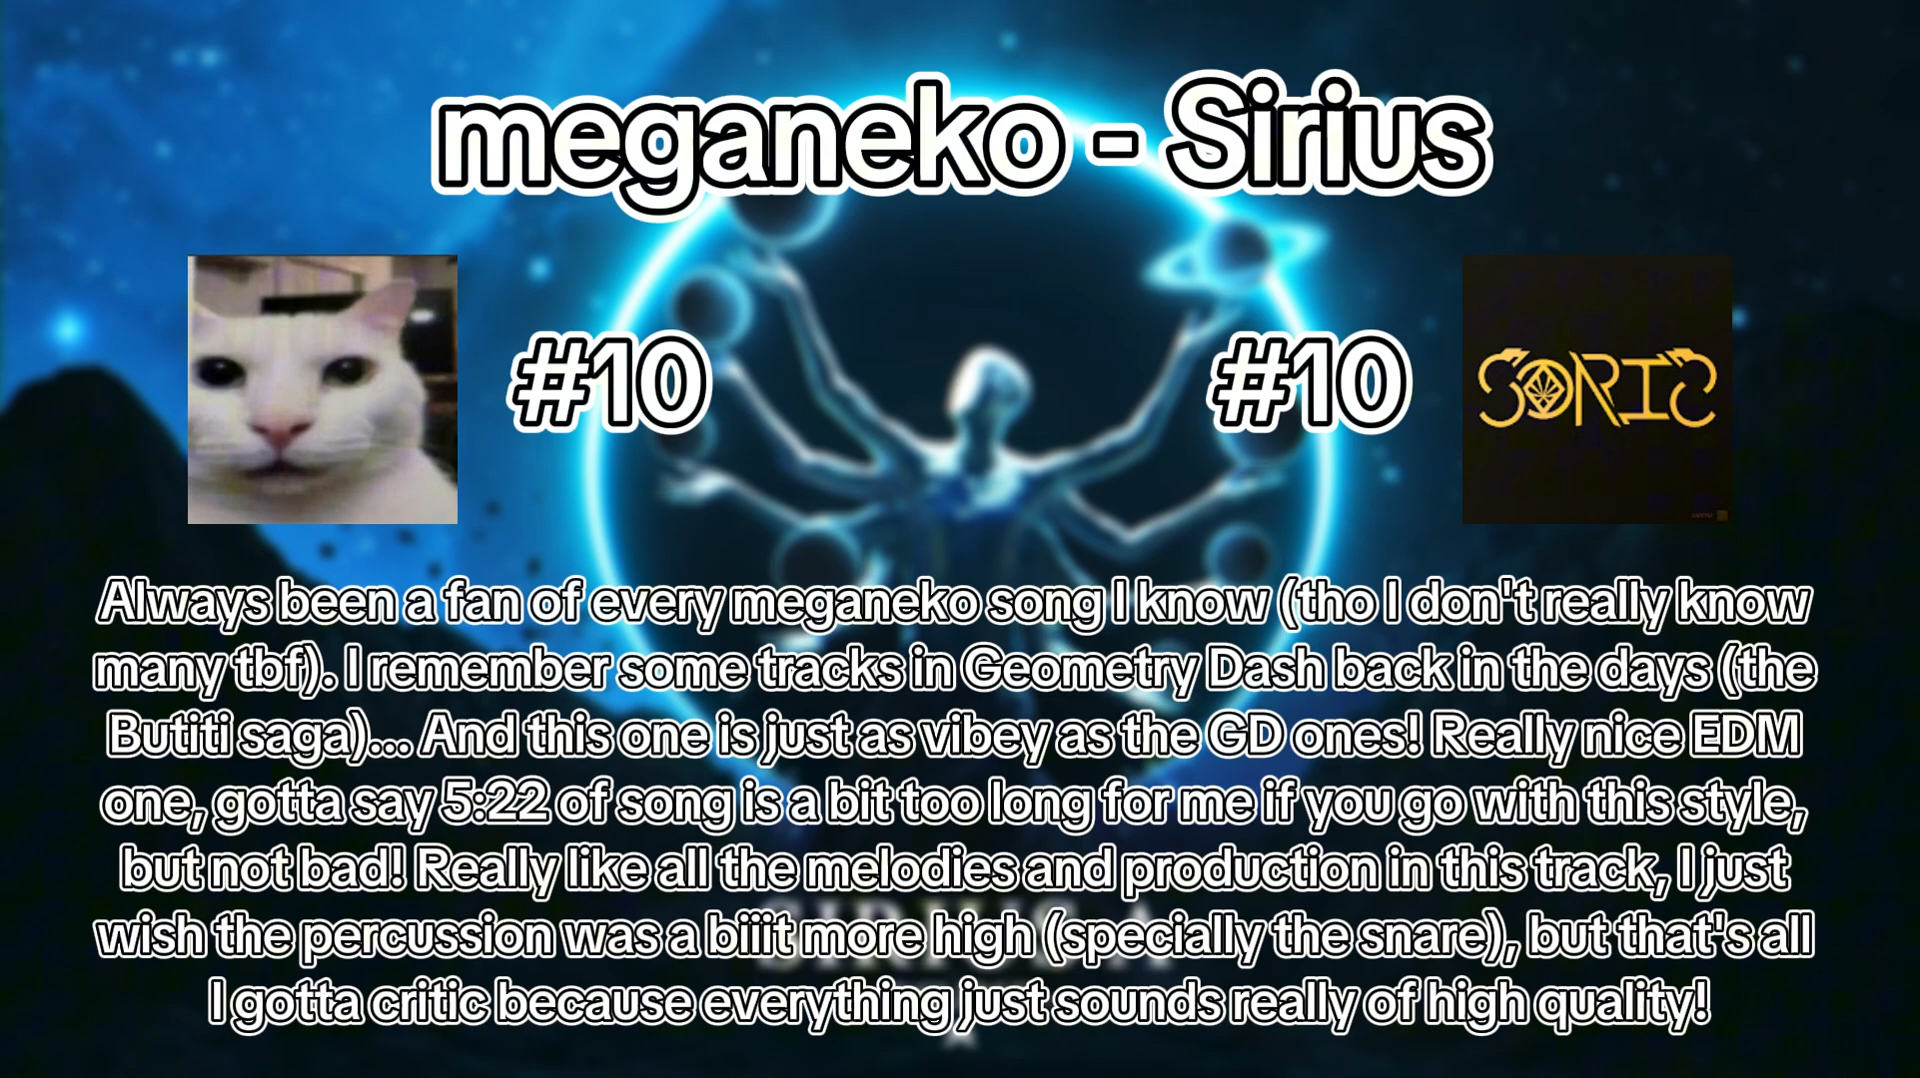 meganeko - Sirius
#10
#10
SORIS
Always been a fan of every meganeko song I know (tho I don't really know
many tbf). I remember some tracks in Geometry Dash back in the days (the
Butiti saga)... And this one is just as vibey as the GD ones! Really nice EDM
one, gotta say 5:22 of song is a bit too long for me if you go with this style,
but not bad! Really like all the melodies and production in this track, I just
wish the percussion was a biiit more high (specially the snare), but that's all
I gotta critic because everything just sounds really of high quality!